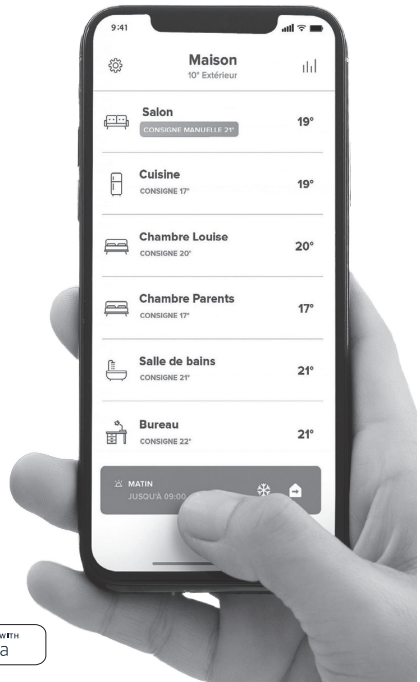 9:41
Maison
10° Extérieur
Salon
CONSIGNE MANUELLE 21°
19°
Cuisine
CONSIGNE 17°
19°
Chambre Louise
CONSIGNE 20°
20°
Chambre Parents
CONSIGNE 17°
17°
Salle de bains
CONSIGNE 21°
21°
Bureau
CONSIGNE 22°
21°
MATIN
JUSQU'À 09:00
WITH
a